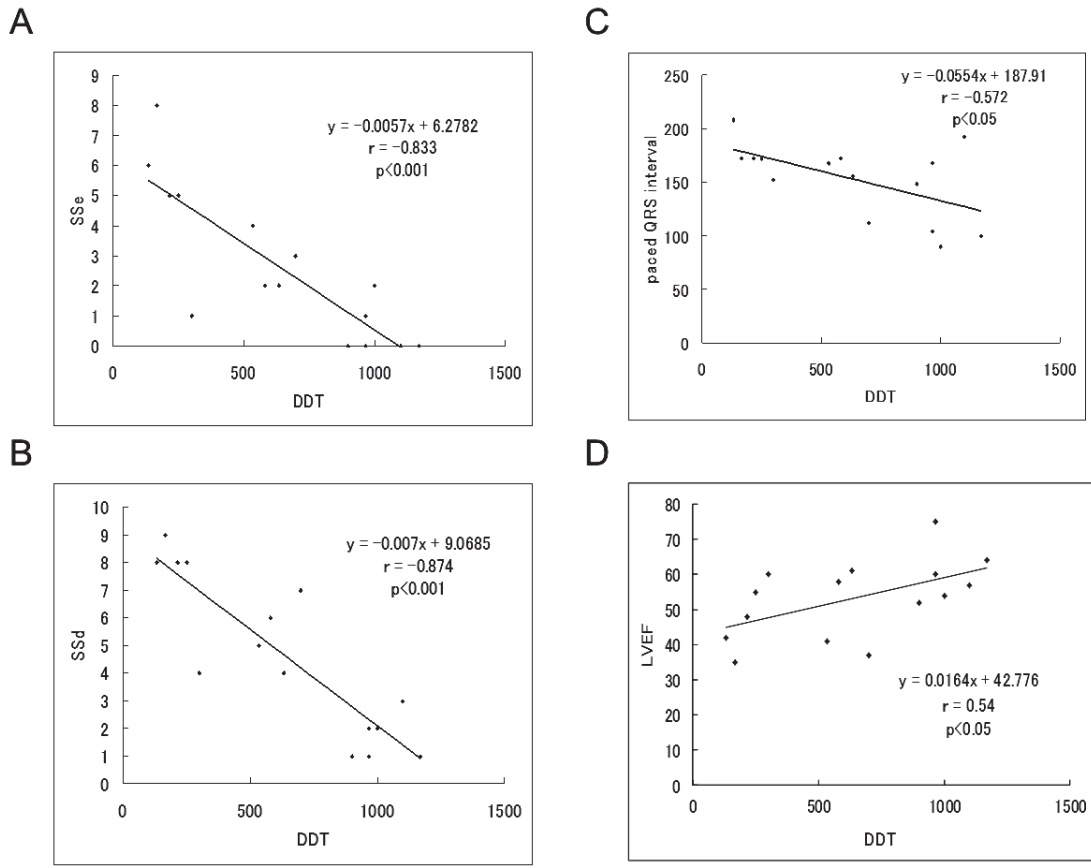 A
9
8
7
6
5
4
3
2
1
0
SSe
y = -0.0057x + 6.2782
r = -0.833
p<0.001
0 500 1000 1500
DDT
B
10
9
8
7
6
5
4
3
2
1
0
SSd
y = -0.007x + 9.0685
r = -0.874
p<0.001
0 500 1000 1500
DDT
C
250
200
150
100
50
0
paced QRS interval
y = -0.0554x + 187.91
r = -0.572
p<0.05
0 500 1000 1500
DDT
D
80
70
60
50
40
30
20
10
0
LVEF
y = 0.0164x + 42.776
r = 0.54
p<0.05
0 500 1000 1500
DDT